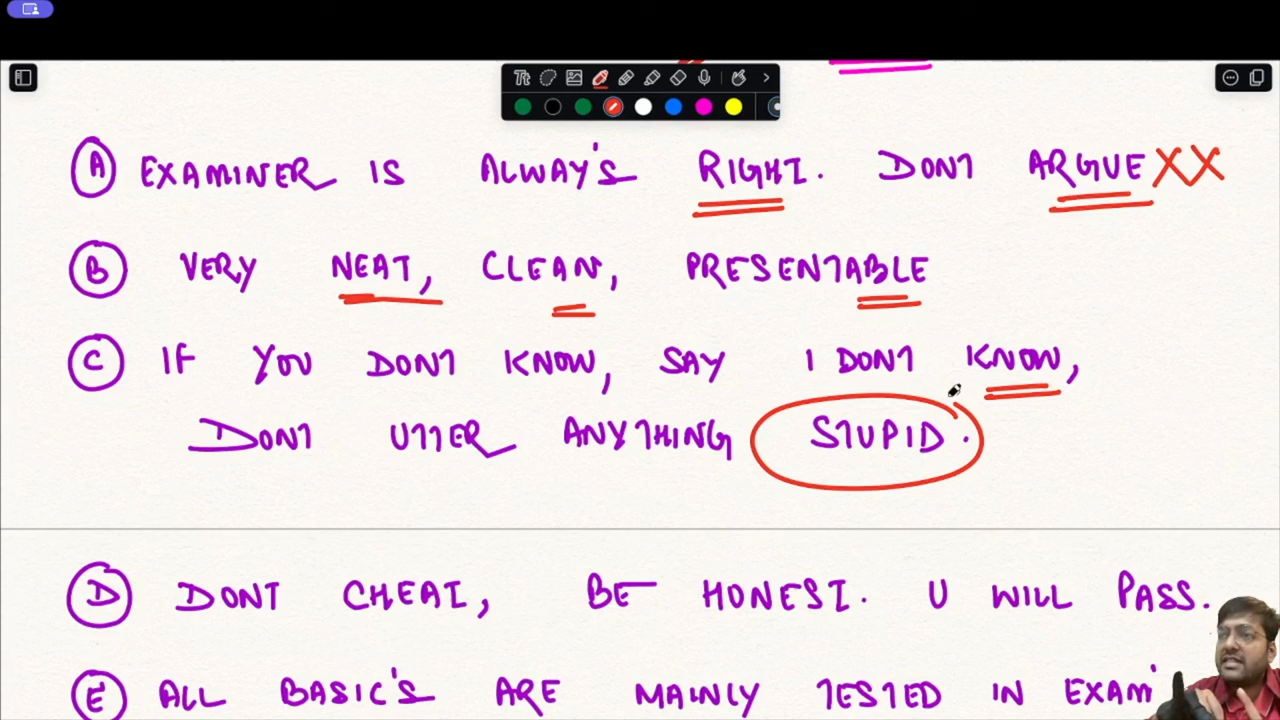 A EXAMINER IS ALWAY'S RIGHT. DONT ARGUE XX
B VERY NEAT, CLEAN, PRESENTABLE
C IF YOU DONT KNOW, SAY I DONT KNOW,
DONT UTTER ANYTHING STUPID.
D DONT CHEAT, BE HONEST. U WILL PASS.
E ALL BASIC'S ARE MAINLY TESTED IN EXAM